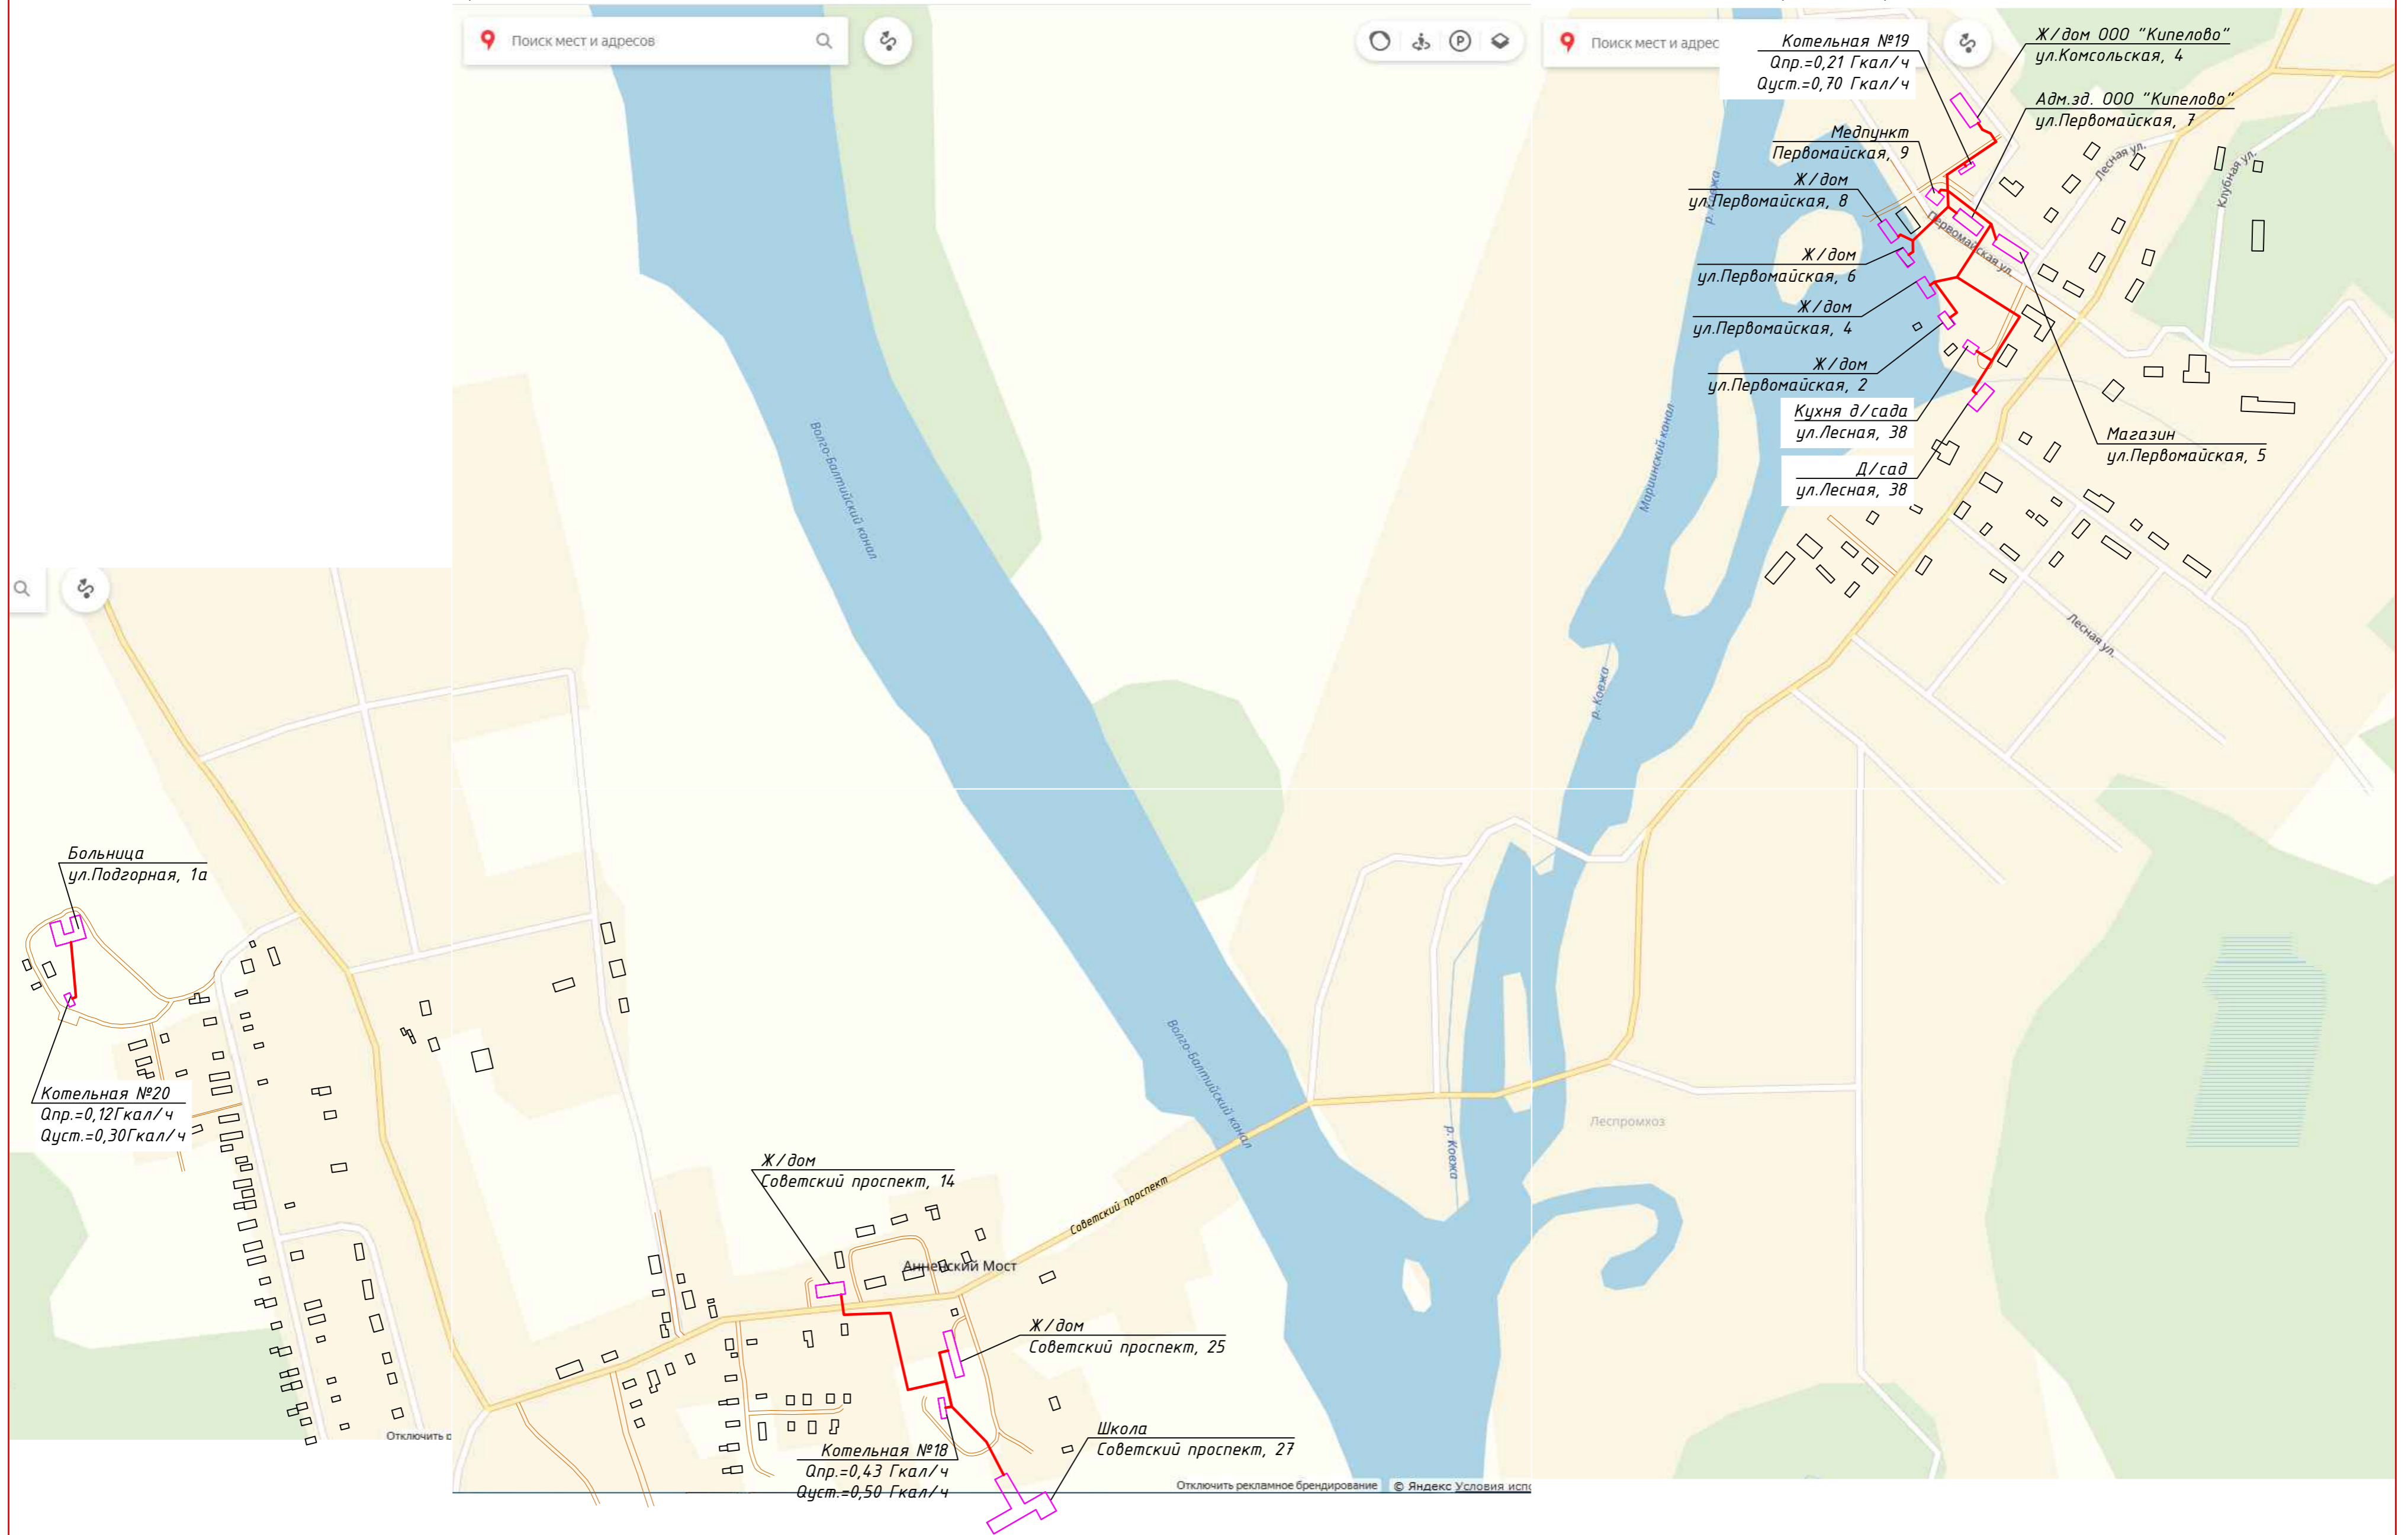 Поиск мест и адресов
Поиск мест и адрес
Котельная №19
Qпр.=0,21 Гкал/ч
Qуст.=0,70 Гкал/ч
Ж/дом ООО "Кипелово"
ул.Комсольская, 4
Адм.зд. ООО "Кипелово"
ул.Первомайская, 7
Медпункт
Первомайская, 9
Ж/дом
ул.Первомайская, 8
Ж/дом
ул.Первомайская, 6
Ж/дом
ул.Первомайская, 4
Ж/дом
ул.Первомайская, 2
Кухня д/сада
ул.Лесная, 38
Д/сад
ул.Лесная, 38
Магазин
ул.Первомайская, 5
Лесная ул.
Клубная ул.
Первомайская ул.
р. Ковжа
Мариинский канал
Волго-Балтийский канал
Лесная ул.
р. Ковжа
Больница
ул.Подгорная, 1а
Котельная №20
Qпр.=0,12Гкал/ч
Qуст.=0,30Гкал/ч
Волго-Балтийский канал
Леспромхоз
р. Ковжа
Ж/дом
Советский проспект, 14
Советский проспект
Анненский Мост
Ж/дом
Советский проспект, 25
Школа
Советский проспект, 27
Котельная №18
Qпр.=0,43 Гкал/ч
Qуст.=0,50 Гкал/ч
Отключить р
Отключить рекламное брендирование
© Яндекс Условия испо